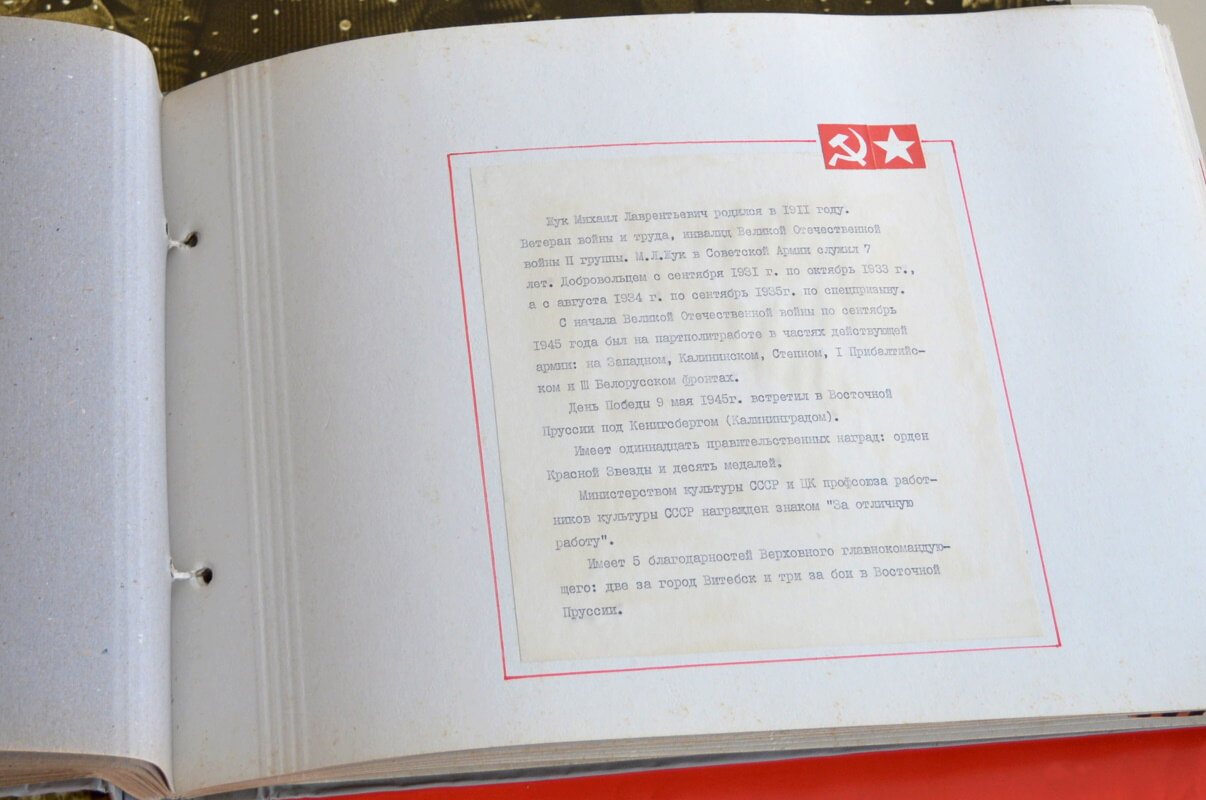 Жук Михаил Лаврентьевич родился в 1911 году.
Ветеран войны и труда, инвалид Великой Отечественной
войны II группы. М.Л.Жук в Советской Армии служил 7
лет. Добровольцем с сентября 1931 г. по октябрь 1933 г.,
а с августа 1934 г. по сентябрь 1935г. по спецприему.
С начала Великой Отечественной войны по сентябрь
1945 года был на партполитработе в частях действующей
армии: на Западном, Калининском, Степном, I Прибалтийс-
ком и III Белорусском фронтах.
День Победы 9 мая 1945г. встретил в Восточной
Пруссии под Кенигсбергом (Калининградом).
Имеет одиннадцать правительственных наград: орден
Красной Звезды и десять медалей.
Министерством культуры СССР и ЦК профсоюза работ-
ников культуры СССР награжден знаком "За отличную
работу".
Имеет 5 благодарностей Верховного главнокомандую-
щего: две за город Витебск и три за бои в Восточной
Пруссии.